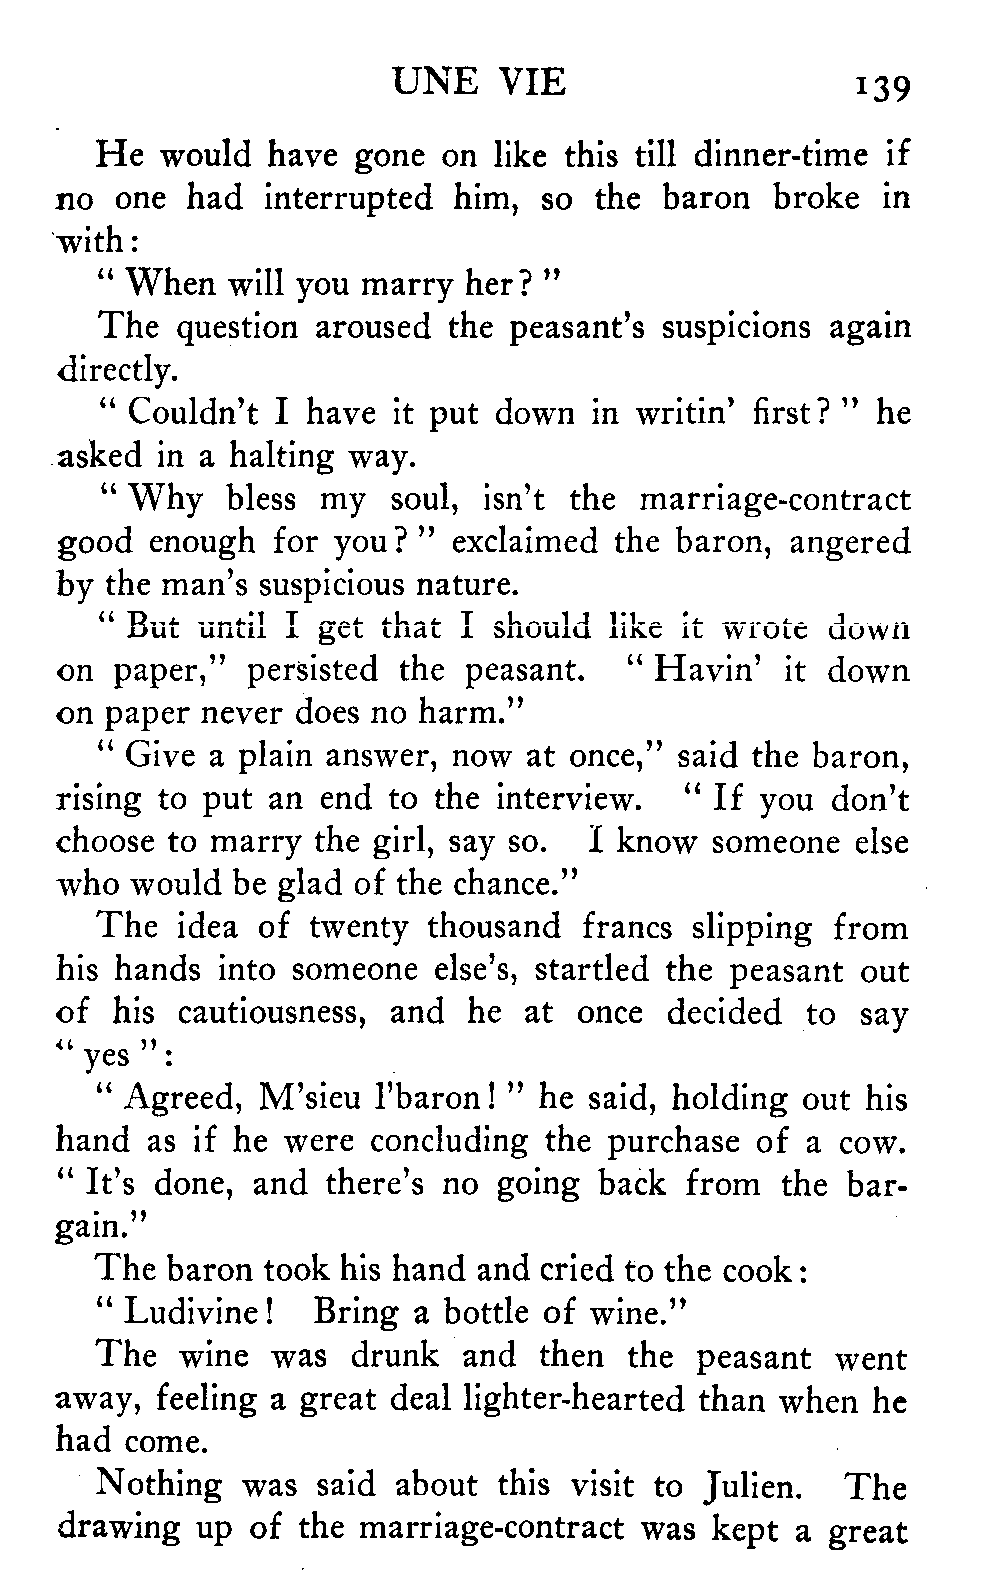 UNE VIE 139
He would have gone on like this till dinner-time if
no one had interrupted him, so the baron broke in
with:
" When will you marry her? "
The question aroused the peasant's suspicions again
directly.
" Couldn't I have it put down in writin' first? " he
asked in a halting way.
" Why bless my soul, isn't the marriage-contract
good enough for you? " exclaimed the baron, angered
by the man's suspicious nature.
" But until I get that I should like it wrote down
on paper," persisted the peasant. " Havin' it down
on paper never does no harm."
" Give a plain answer, now at once," said the baron,
rising to put an end to the interview. " If you don't
choose to marry the girl, say so. I know someone else
who would be glad of the chance."
The idea of twenty thousand francs slipping from
his hands into someone else's, startled the peasant out
of his cautiousness, and he at once decided to say
" yes ":
" Agreed, M'sieu l'baron! " he said, holding out his
hand as if he were concluding the purchase of a cow.
" It's done, and there's no going back from the bar-
gain."
The baron took his hand and cried to the cook:
" Ludivine! Bring a bottle of wine."
The wine was drunk and then the peasant went
away, feeling a great deal lighter-hearted than when he
had come.
Nothing was said about this visit to Julien. The
drawing up of the marriage-contract was kept a great